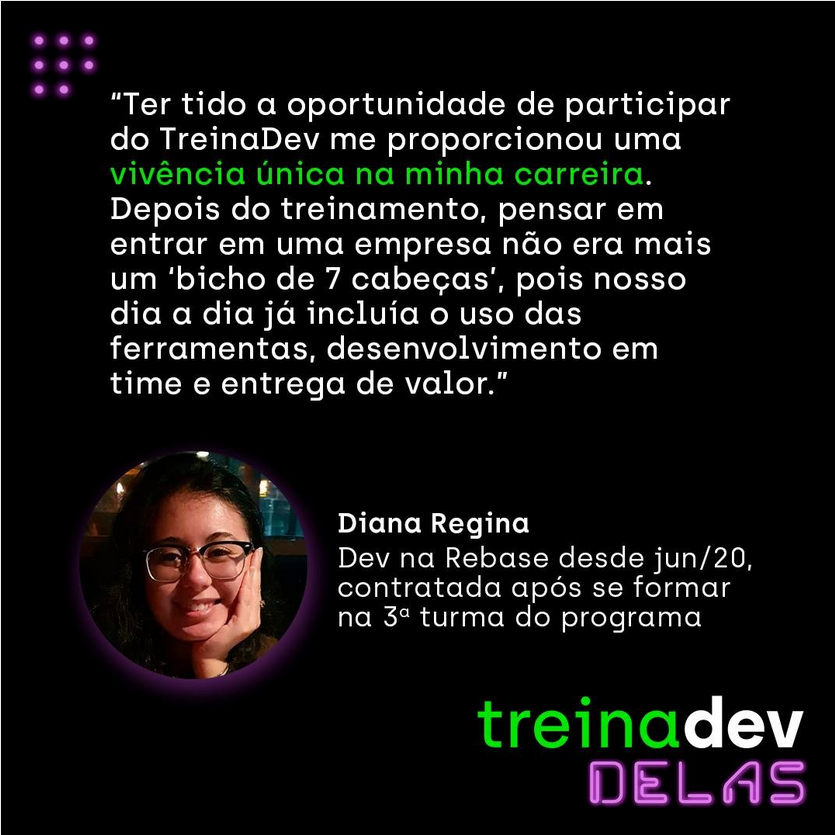 “Ter tido a oportunidade de participar
do TreinaDev me proporcionou uma
vivência única na minha carreira.
Depois do treinamento, pensar em
entrar em uma empresa não era mais
um ‘bicho de 7 cabeças’, pois nosso
dia a dia já incluía o uso das
ferramentas, desenvolvimento em
time e entrega de valor.”
Diana Regina
Dev na Rebase desde jun/20,
contratada após se formar
na 3ª turma do programa
treinadev
DELAS